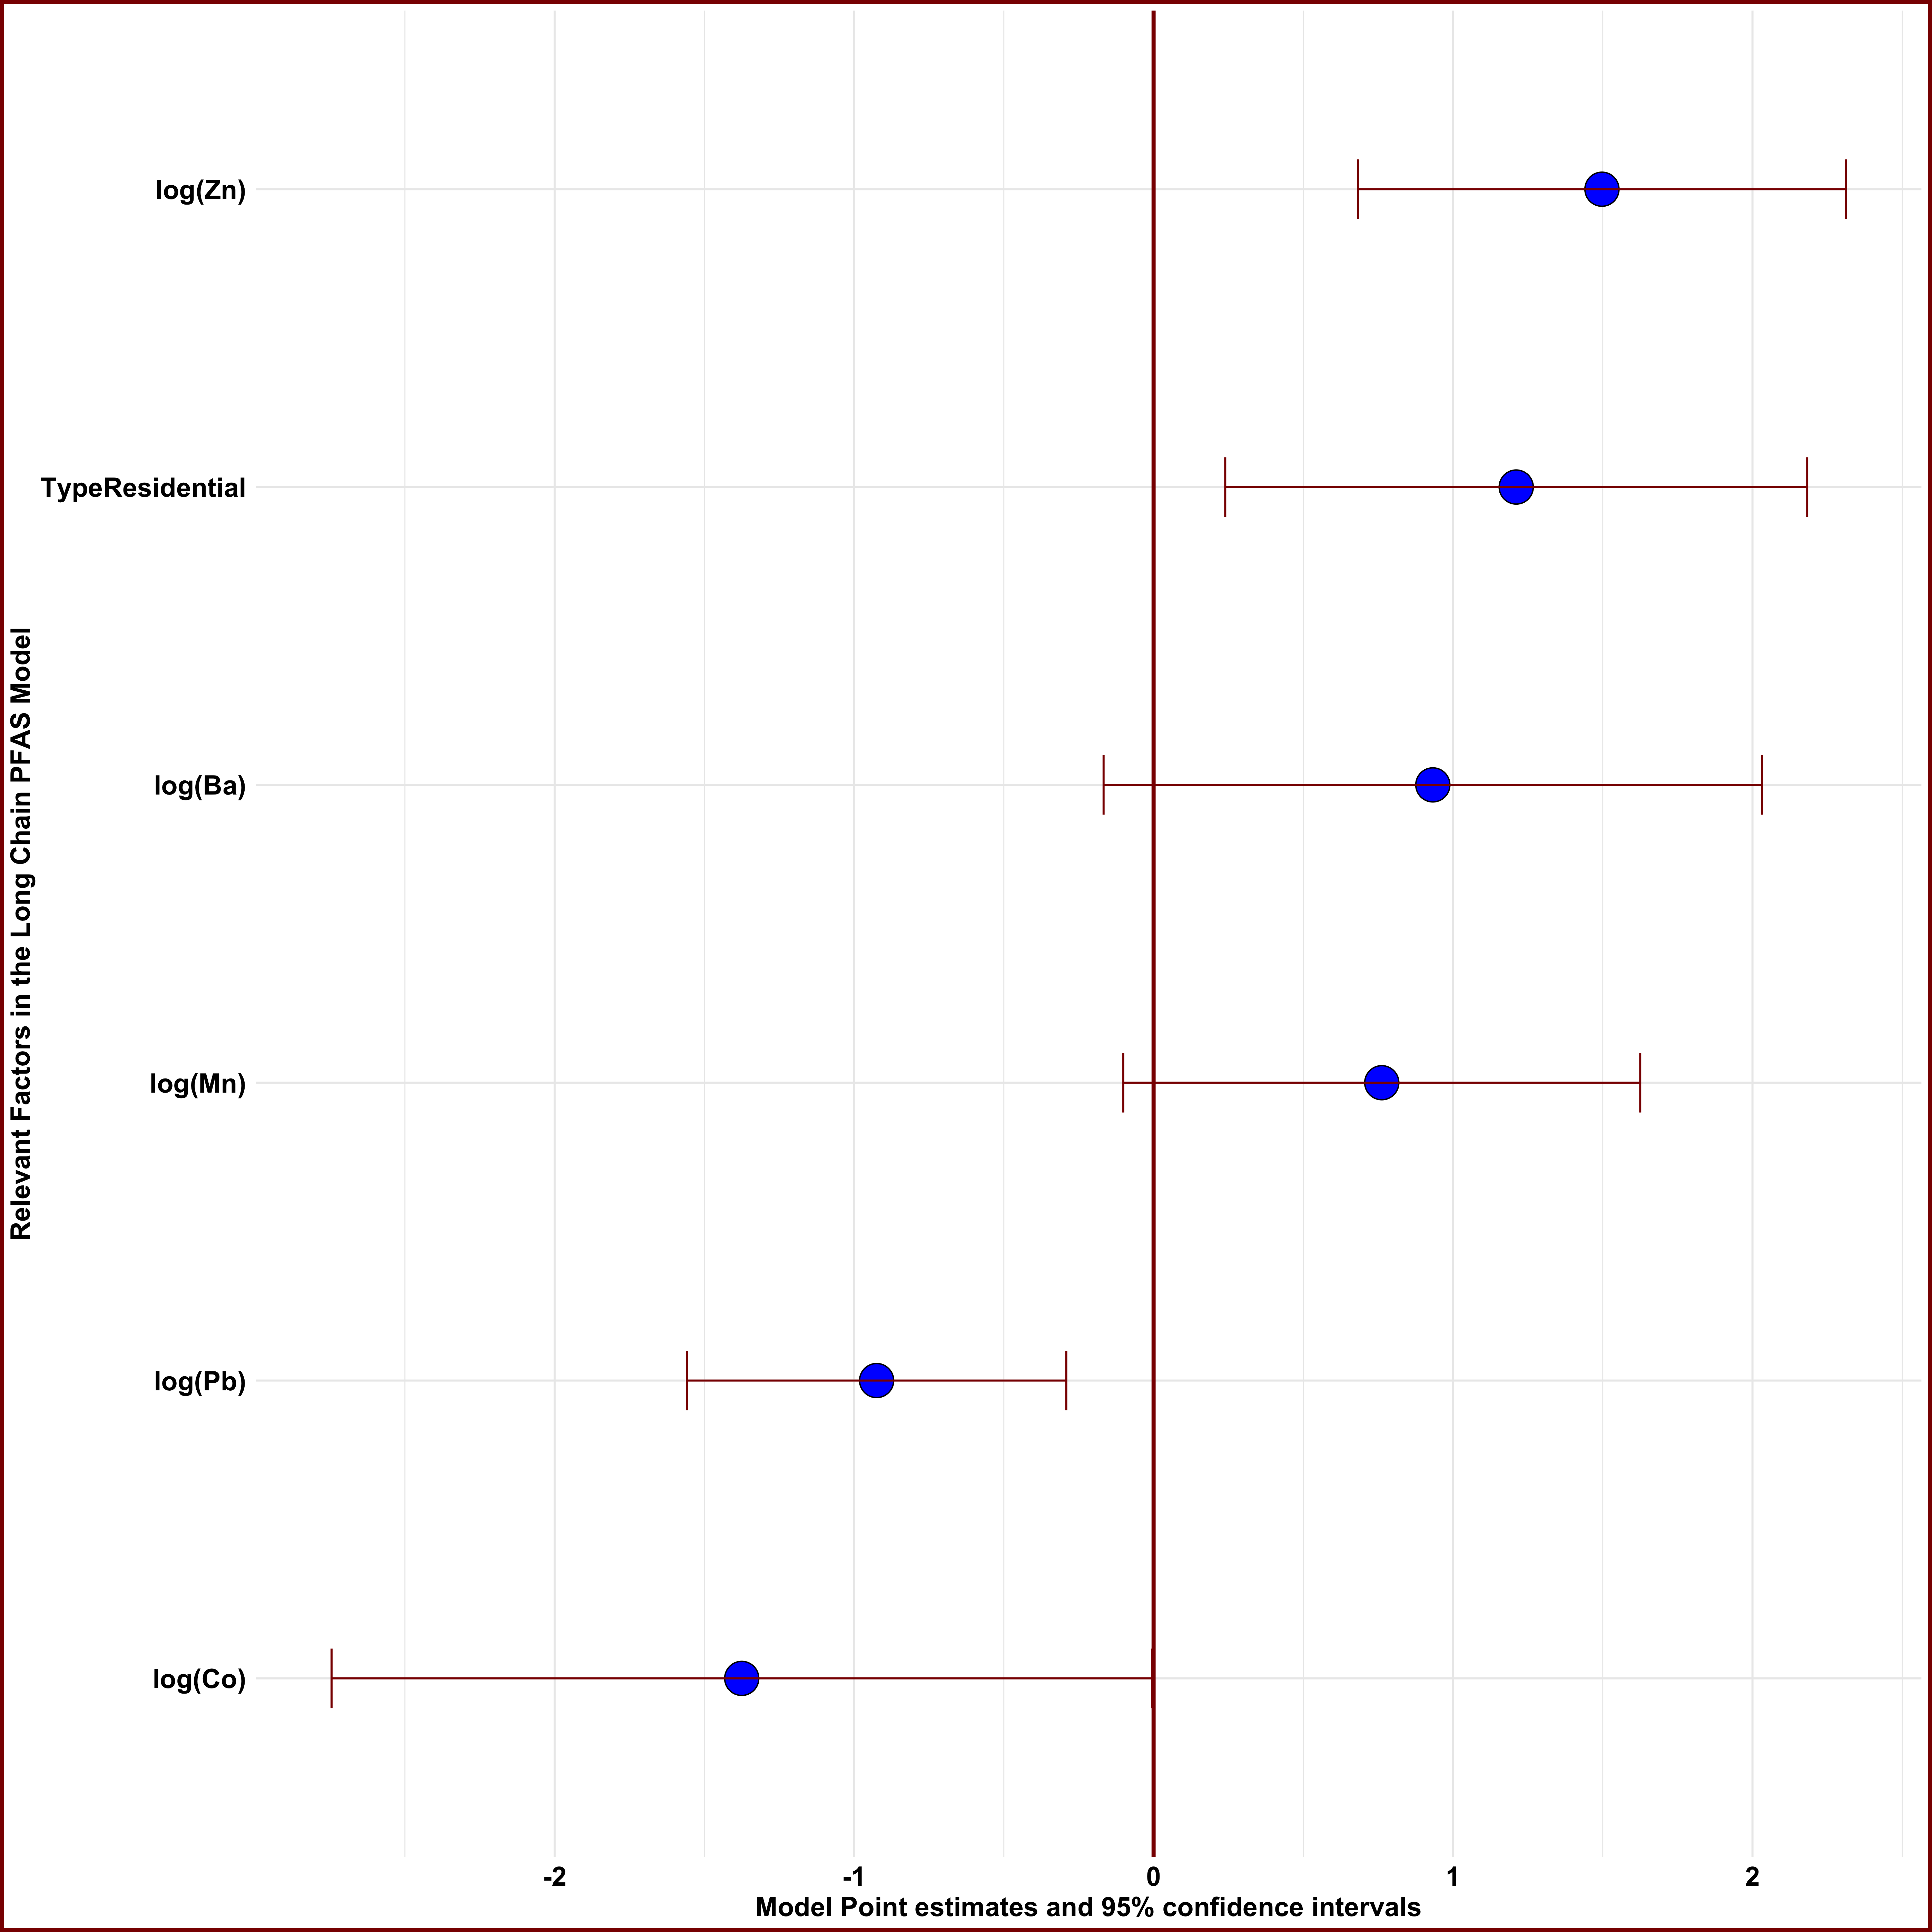 Relevant Factors in the Long Chain PFAS Model
log(Zn)
TypeResidential
log(Ba)
log(Mn)
log(Pb)
log(Co)
-2 -1 0 1 2
Model Point estimates and 95% confidence intervals